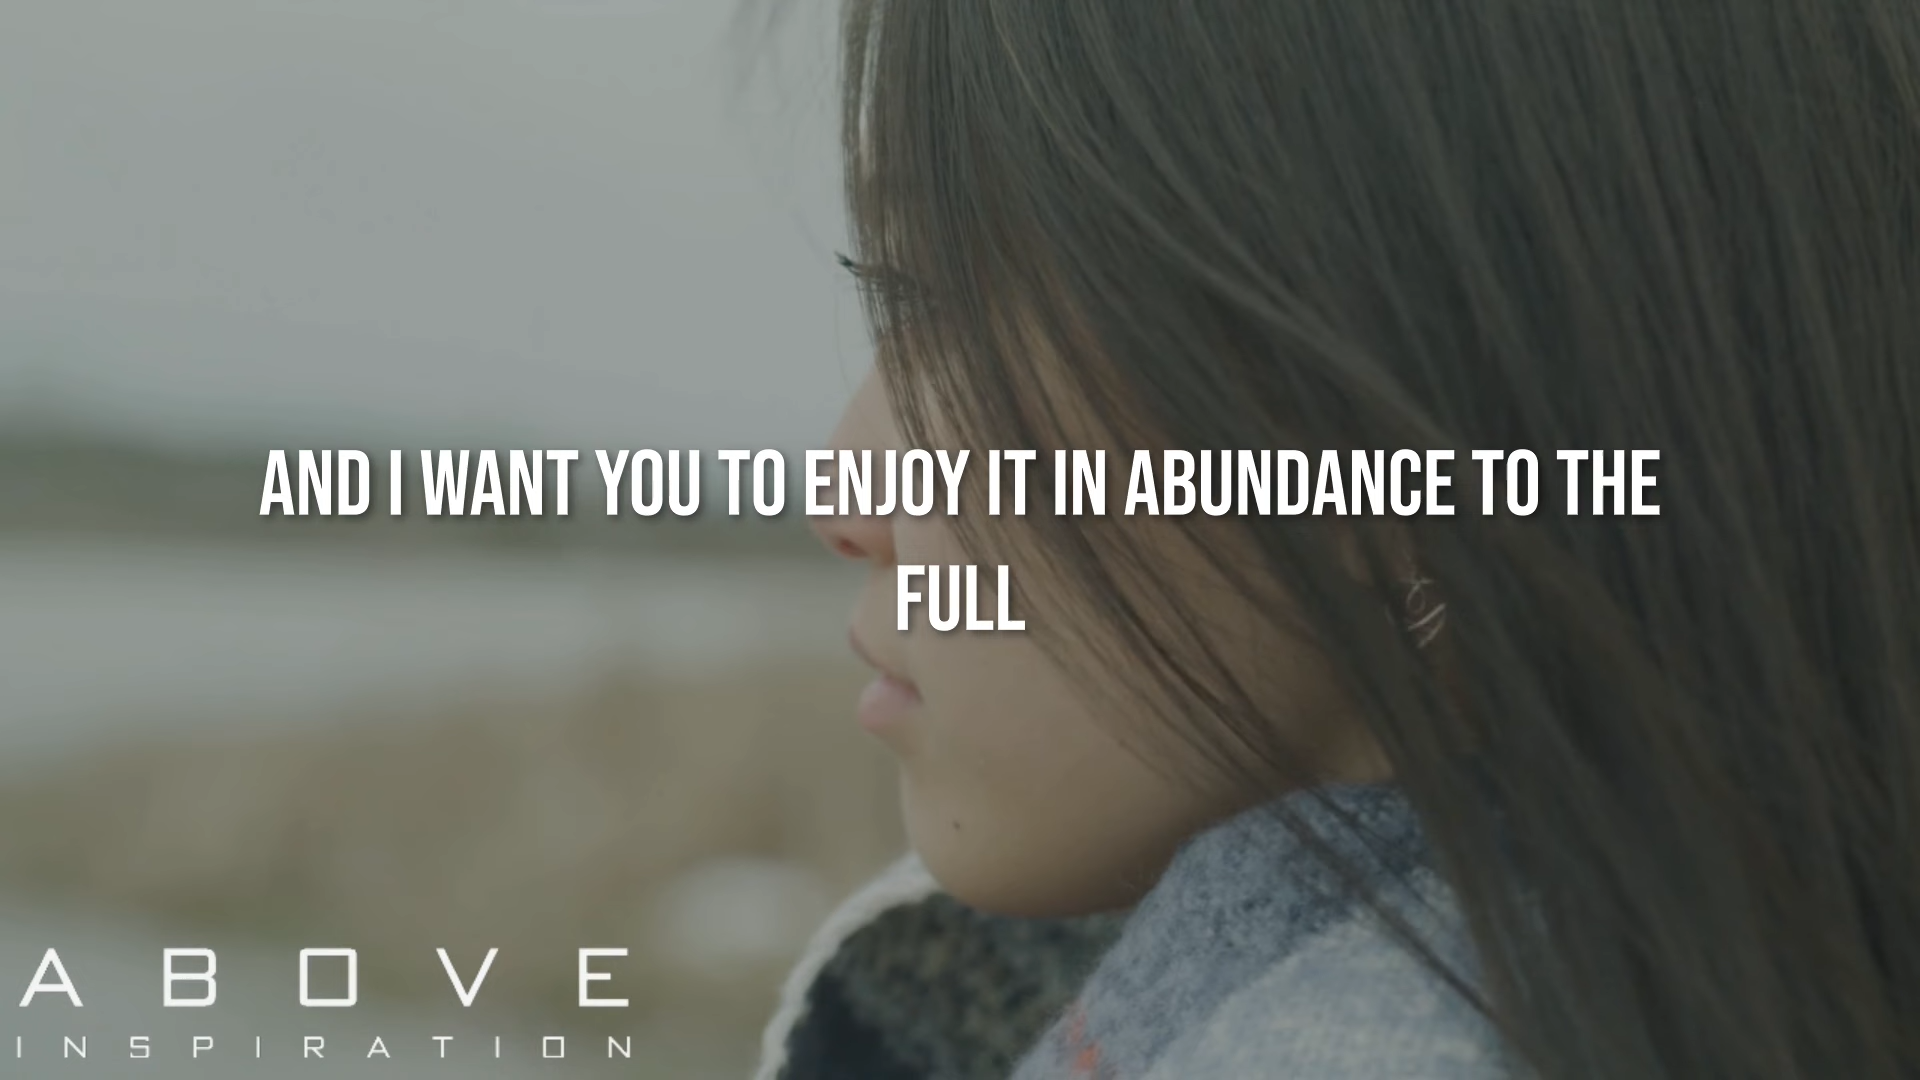 AND I WANT YOU TO ENJOY IT IN ABUNDANCE TO THE
FULL
ABOVE
INSPIRATION